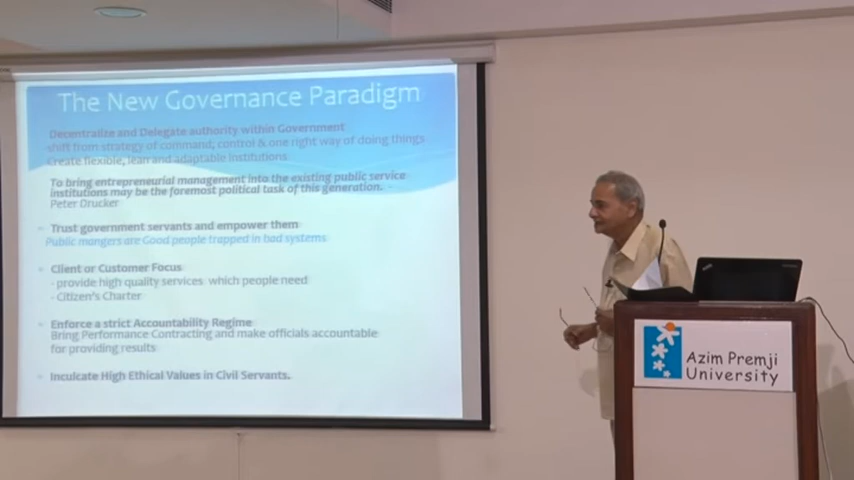 The New Governance Paradigm
Decentralize and Delegate authority within Government
shift from strategy of command, control & one right way of doing things
Create flexible, lean and adaptable institutions
To bring entrepreneurial management into the existing public service
institutions may be the foremost political task of this generation. -
Peter Drucker
Trust government servants and empower them
Public mangers are Good people trapped in bad systems
Client or Customer Focus
- provide high quality services which people need
- Citizen's Charter
Enforce a strict Accountability Regime
Bring Performance Contracting and make officials accountable
for providing results
Inculcate High Ethical Values in Civil Servants.
Azim Premji
University